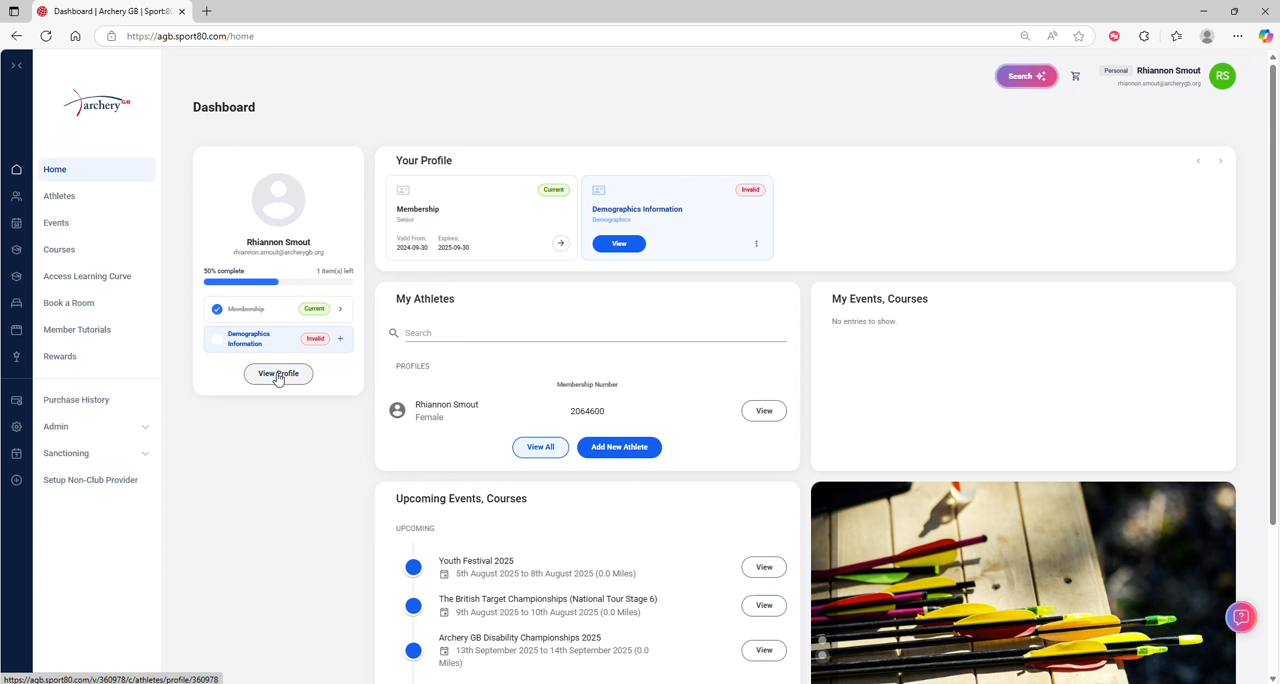 Dashboard | Archery GB | Sport:80
https://agb.sport80.com/home
archery GB
Search
Personal Rhiannon Smout
rhiannon.smout@archerygb.org
RS
Home
Athletes
Events
Courses
Access Learning Curve
Book a Room
Member Tutorials
Rewards
Purchase History
Admin
Sanctioning
Setup Non-Club Provider
Dashboard
Rhiannon Smout
rhiannon.smout@archerygb.org
50% complete 1 item(s) left
Membership Current
Demographics
Information
Invalid
View Profile
Your Profile
Current
Membership
Senior
Valid From: Expires:
2024-09-30 2025-09-30
Invalid
Demographics Information
Demographics
View
My Athletes
Search
PROFILES
Membership Number
Rhiannon Smout
Female
2064600
View
View All
Add New Athlete
My Events, Courses
No entries to show.
Upcoming Events, Courses
UPCOMING
Youth Festival 2025
5th August 2025 to 8th August 2025 (0.0 Miles)
View
The British Target Championships (National Tour Stage 6)
9th August 2025 to 10th August 2025 (0.0 Miles)
View
Archery GB Disability Championships 2025
13th September 2025 to 14th September 2025 (0.0
Miles)
View
https://agb.sport80.com/v/360978/c/athletes/profile/360978